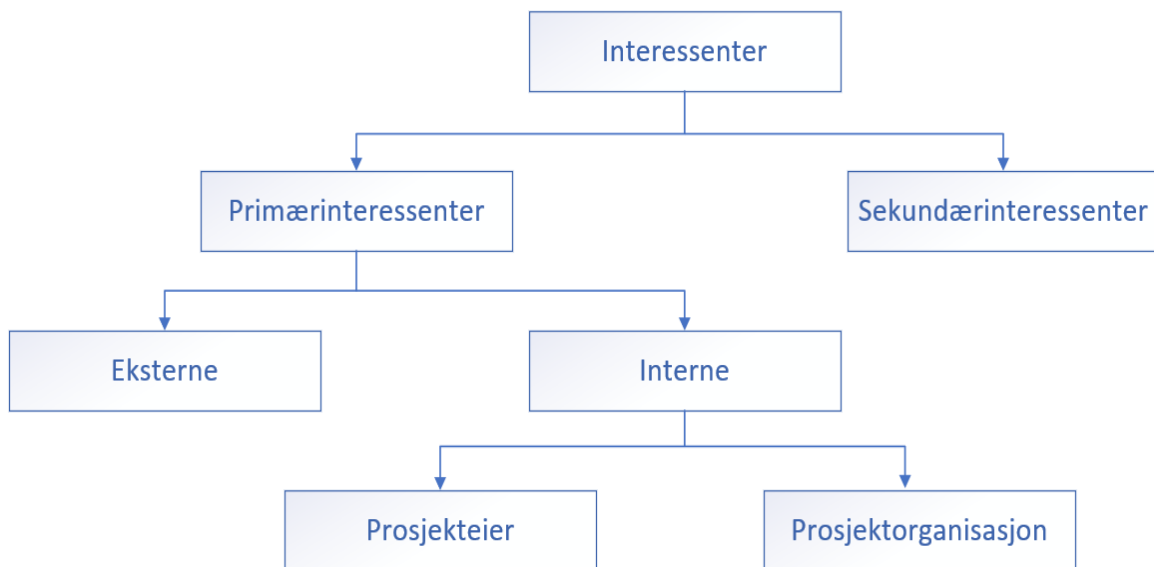 Interessenter
Primærinteressenter
Sekundærinteressenter
Eksterne
Interne
Prosjekteier
Prosjektorganisasjon